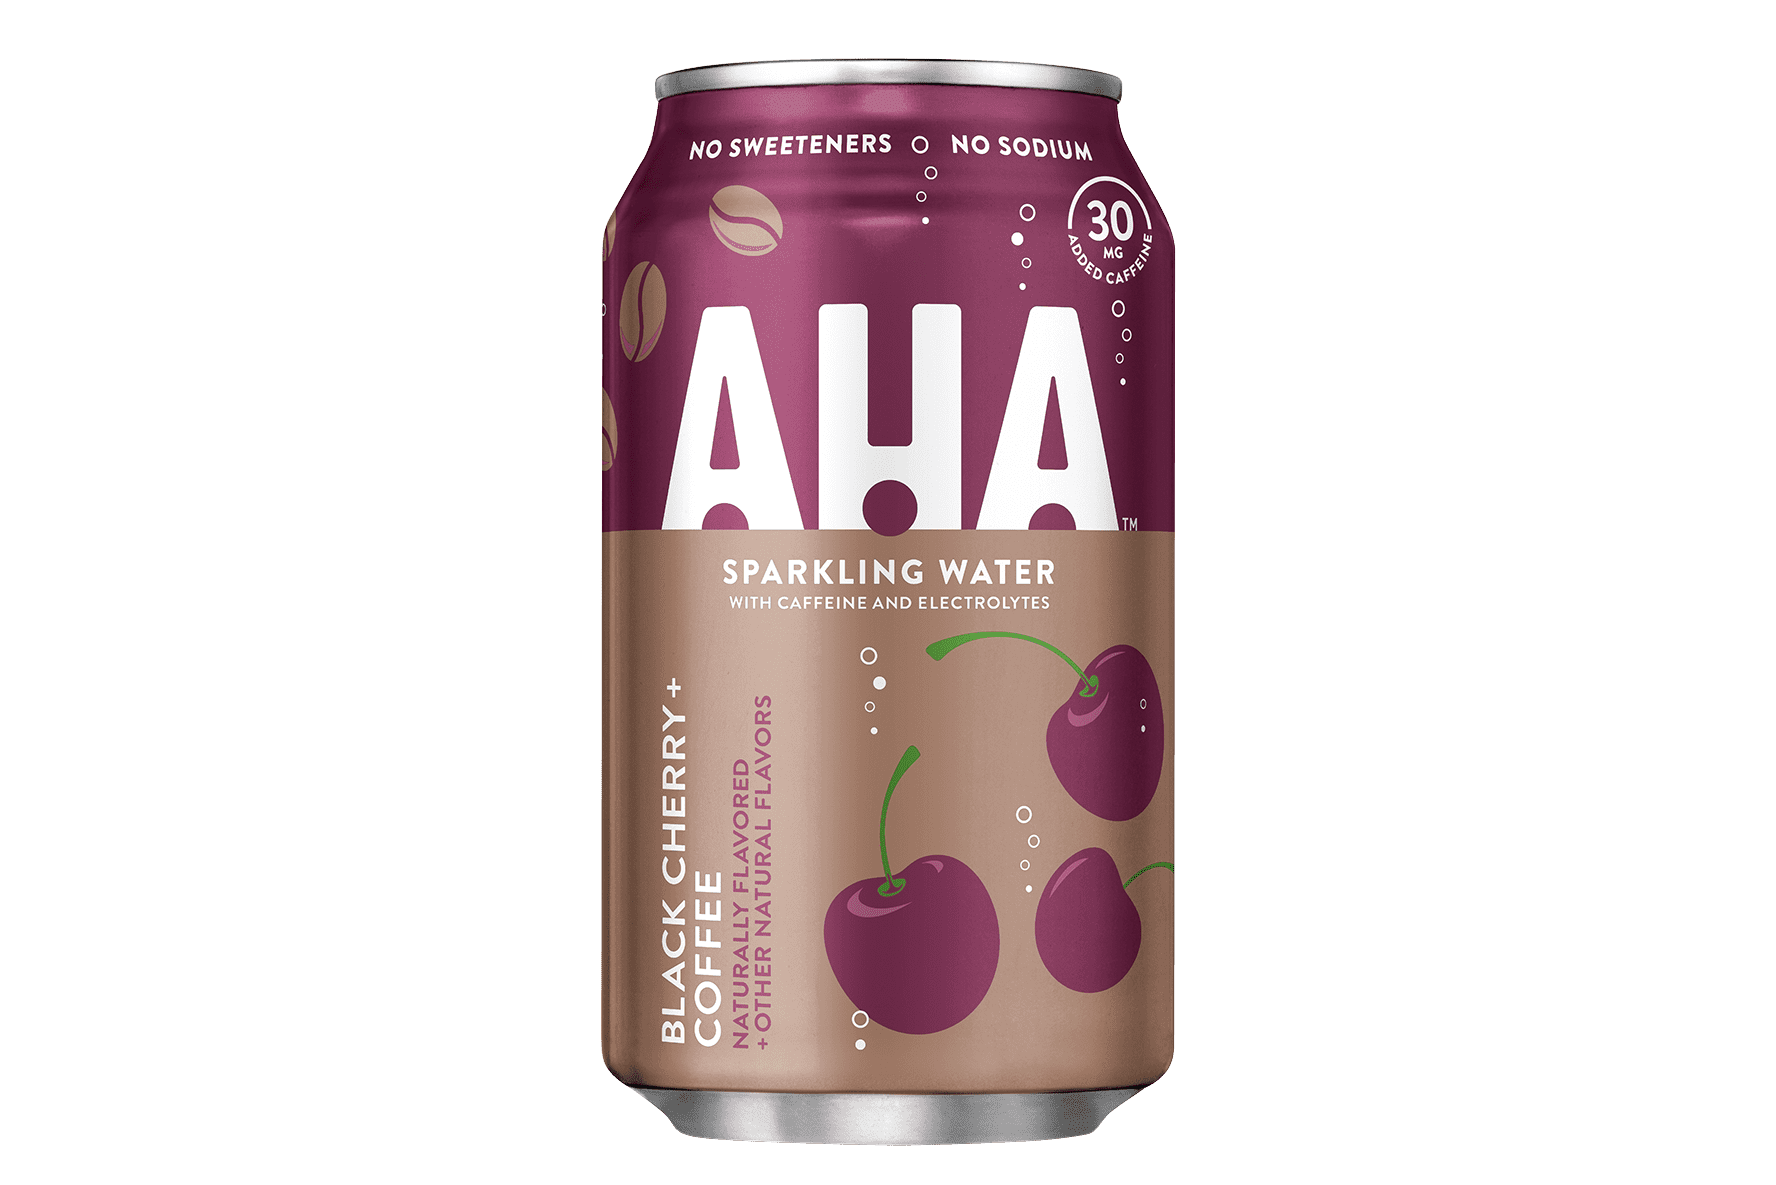 NO SWEETENERS NO SODIUM
30
MG
ADDED CAFFEINE
AHA
TM
SPARKLING WATER
WITH CAFFEINE AND ELECTROLYTES
BLACK CHERRY +
COFFEE
NATURALLY FLAVORED
+ OTHER NATURAL FLAVORS